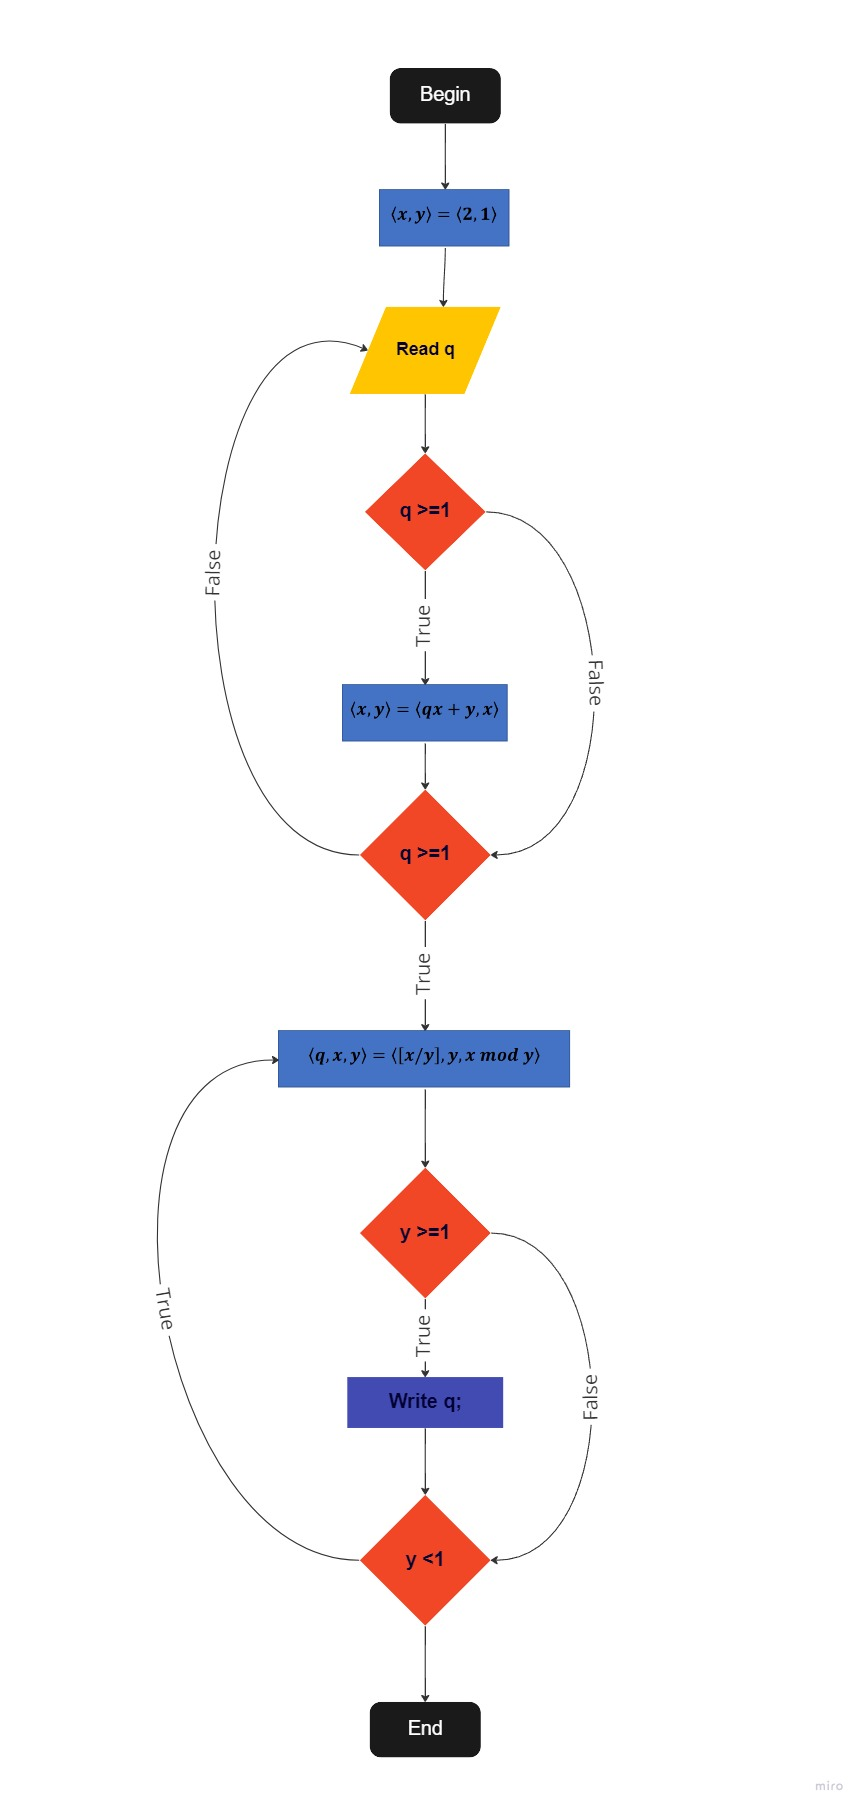 Begin
⟨x, y⟩ = ⟨2, 1⟩
Read q
q >=1
False
True
False
⟨x, y⟩ = ⟨qx + y, x⟩
q >=1
True
⟨q, x, y⟩ = ⟨[x/y], y, x mod y⟩
y >=1
True
True
False
Write q;
y <1
End
miro